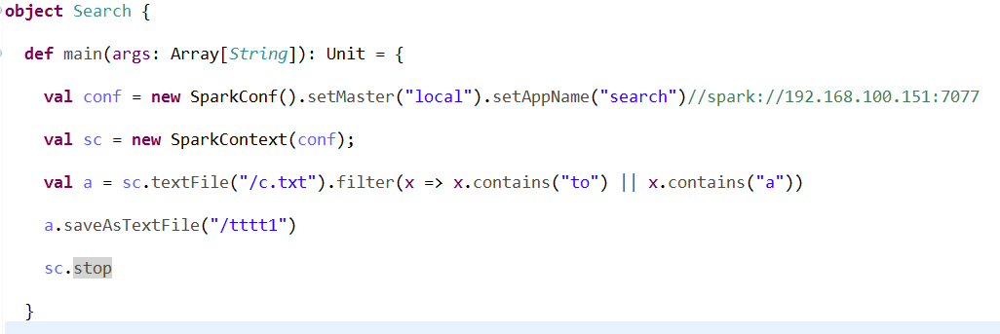 object Search {
def main(args: Array[String]): Unit = {
val conf = new SparkConf().setMaster("local").setAppName("search")//spark://192.168.100.151:7077
val sc = new SparkContext(conf);
val a = sc.textFile("/c.txt").filter(x => x.contains("to") || x.contains("a"))
a.saveAsTextFile("/tttt1")
sc.stop
}